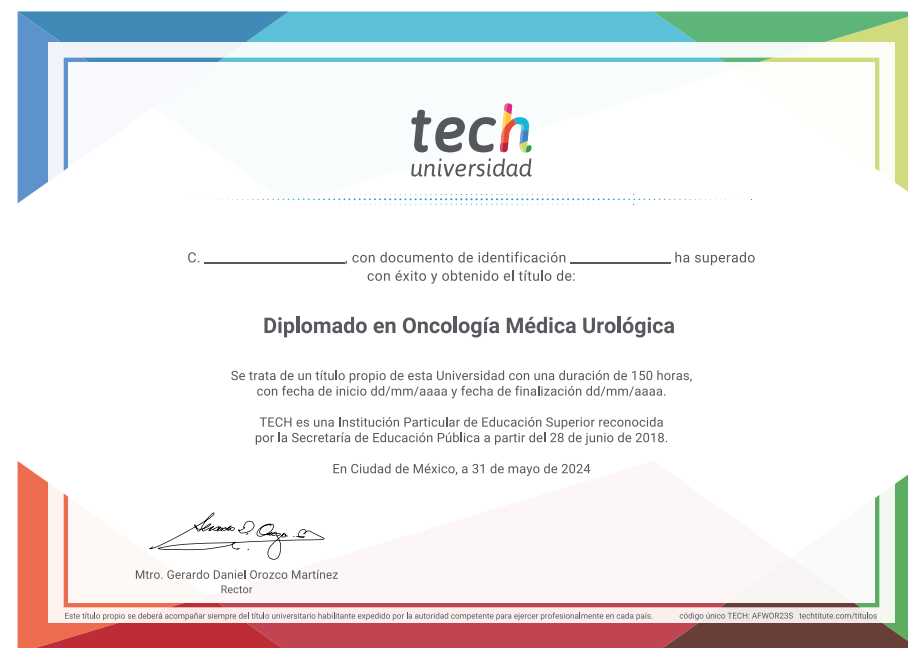 tech
universidad
C. ____________, con documento de identificación ____________ ha superado
con éxito y obtenido el título de:
Diplomado en Oncología Médica Urológica
Se trata de un título propio de esta Universidad con una duración de 150 horas,
con fecha de inicio dd/mm/aaaa y fecha de finalización dd/mm/aaaa.
TECH es una Institución Particular de Educación Superior reconocida
por la Secretaría de Educación Pública a partir del 28 de junio de 2018.
En Ciudad de México, a 31 de mayo de 2024
Mtro. Gerardo Daniel Orozco Martínez
Rector
Este título propio se deberá acompañar siempre del título universitario habilitante expedido por la autoridad competente para ejercer profesionalmente en cada país. código único TECH: AFWOR23S techtitute.com/titulos